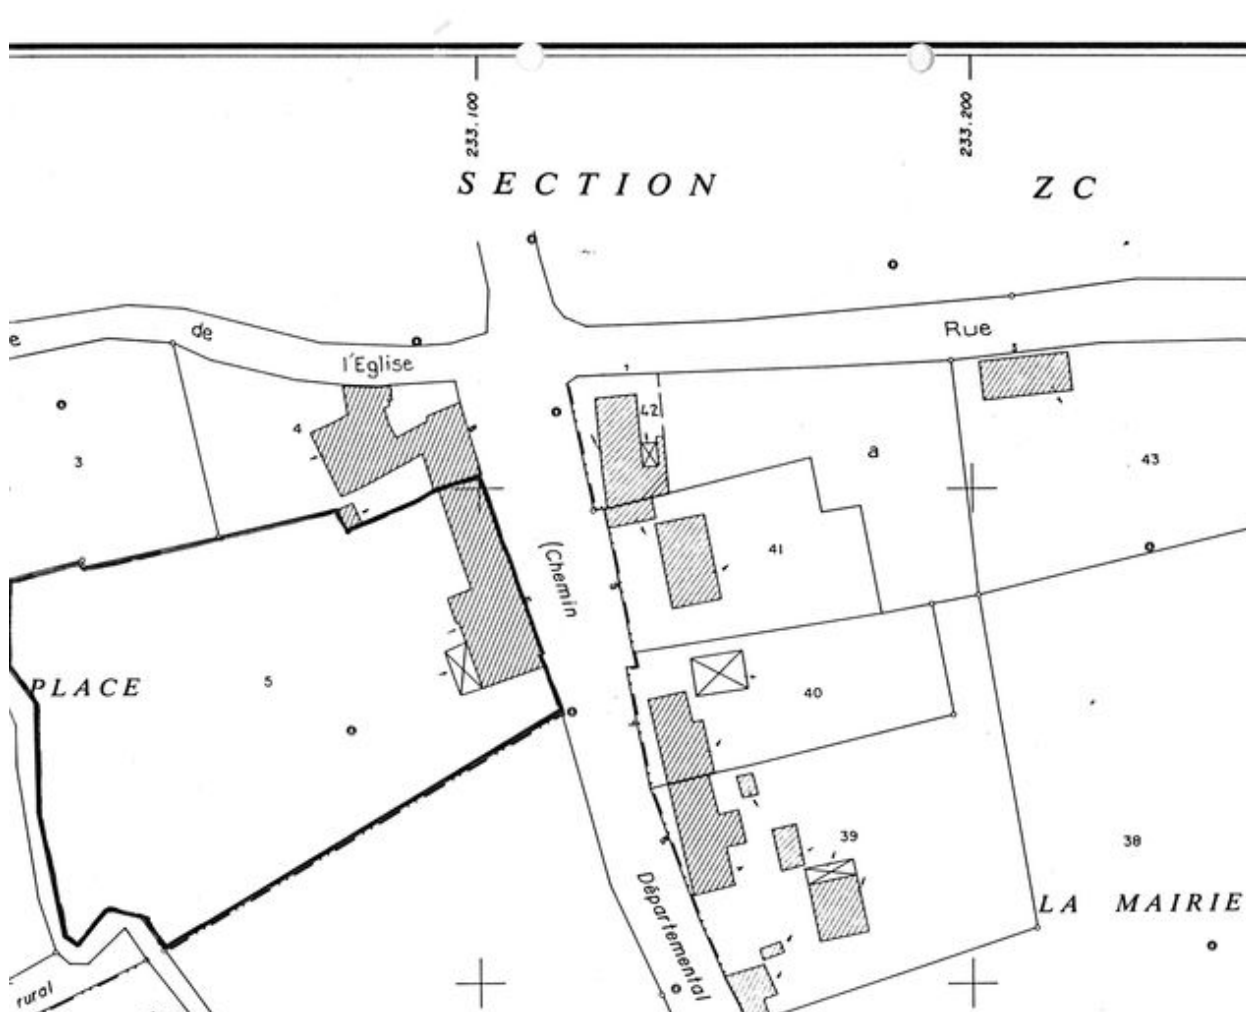 233.100
233.200
SECTION ZC
e
de
l'Eglise
Rue
3
4
42
a
43
3
(Chemin
41
PLACE
5
40
39
38
Départemental
LA MAIRIE
rural